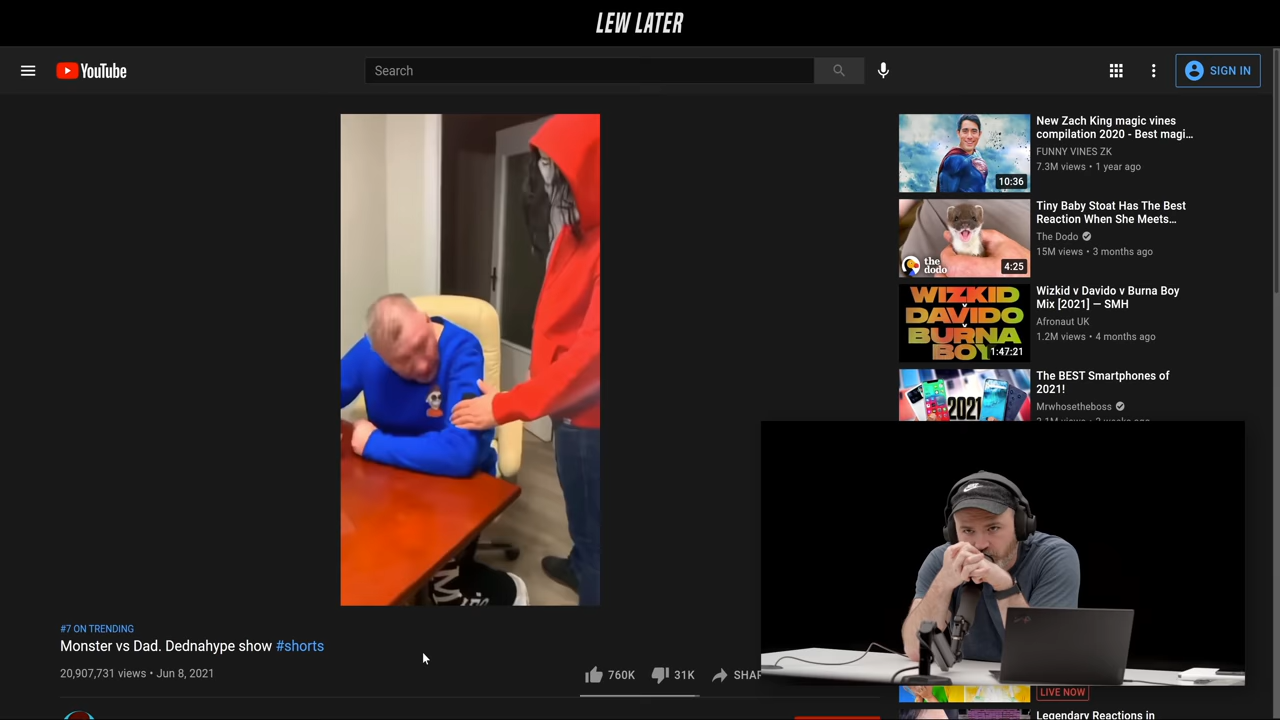 LEW LATER
YouTube
Search
SIGN IN
New Zach King magic vines
compilation 2020 - Best magi...
FUNNY VINES ZK
7.3M views • 1 year ago
10:36
Tiny Baby Stoat Has The Best
Reaction When She Meets...
The Dodo
15M views • 3 months ago
the
dodo
4:25
WIZKID
v
DAVIDO
v
BURNA
BOY
1:47:21
Wizkid v Davido v Burna Boy
Mix [2021] — SMH
Afronaut UK
1.2M views • 4 months ago
The BEST Smartphones of
2021!
Mrwhosetheboss
2021
#7 ON TRENDING
Monster vs Dad. Dednahype show #shorts
20,907,731 views • Jun 8, 2021
760K
31K
SHAR
LIVE NOW
Legendary Reactions in